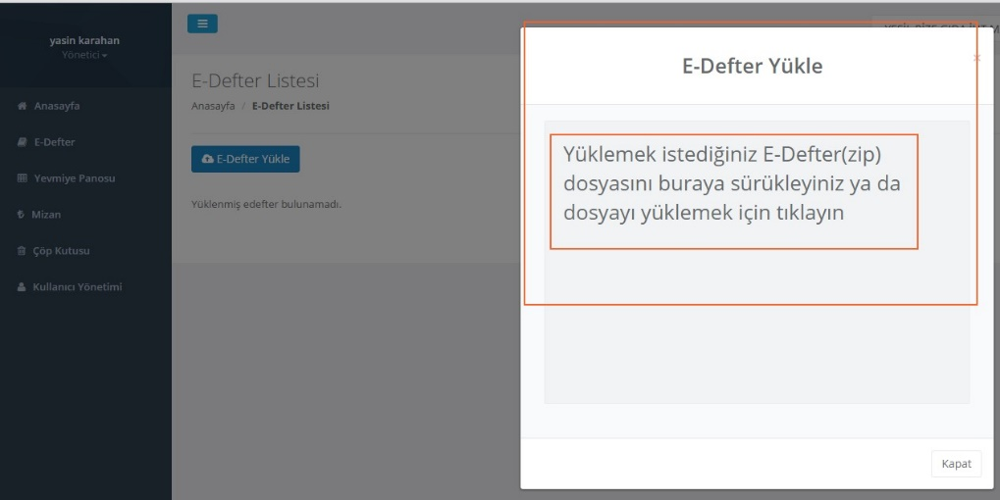 yasin karahan
Yönetici
Anasayfa
E-Defter
Yevmiye Panosu
Mizan
Çöp Kutusu
Kullanıcı Yönetimi
E-Defter Listesi
Anasayfa / E-Defter Listesi
E-Defter Yükle
Yüklenmiş edefter bulunamadı.
E-Defter Yükle
×
Yüklemek istediğiniz E-Defter(zip)
dosyasını buraya sürükleyiniz ya da
dosyayı yüklemek için tıklayın
Kapat